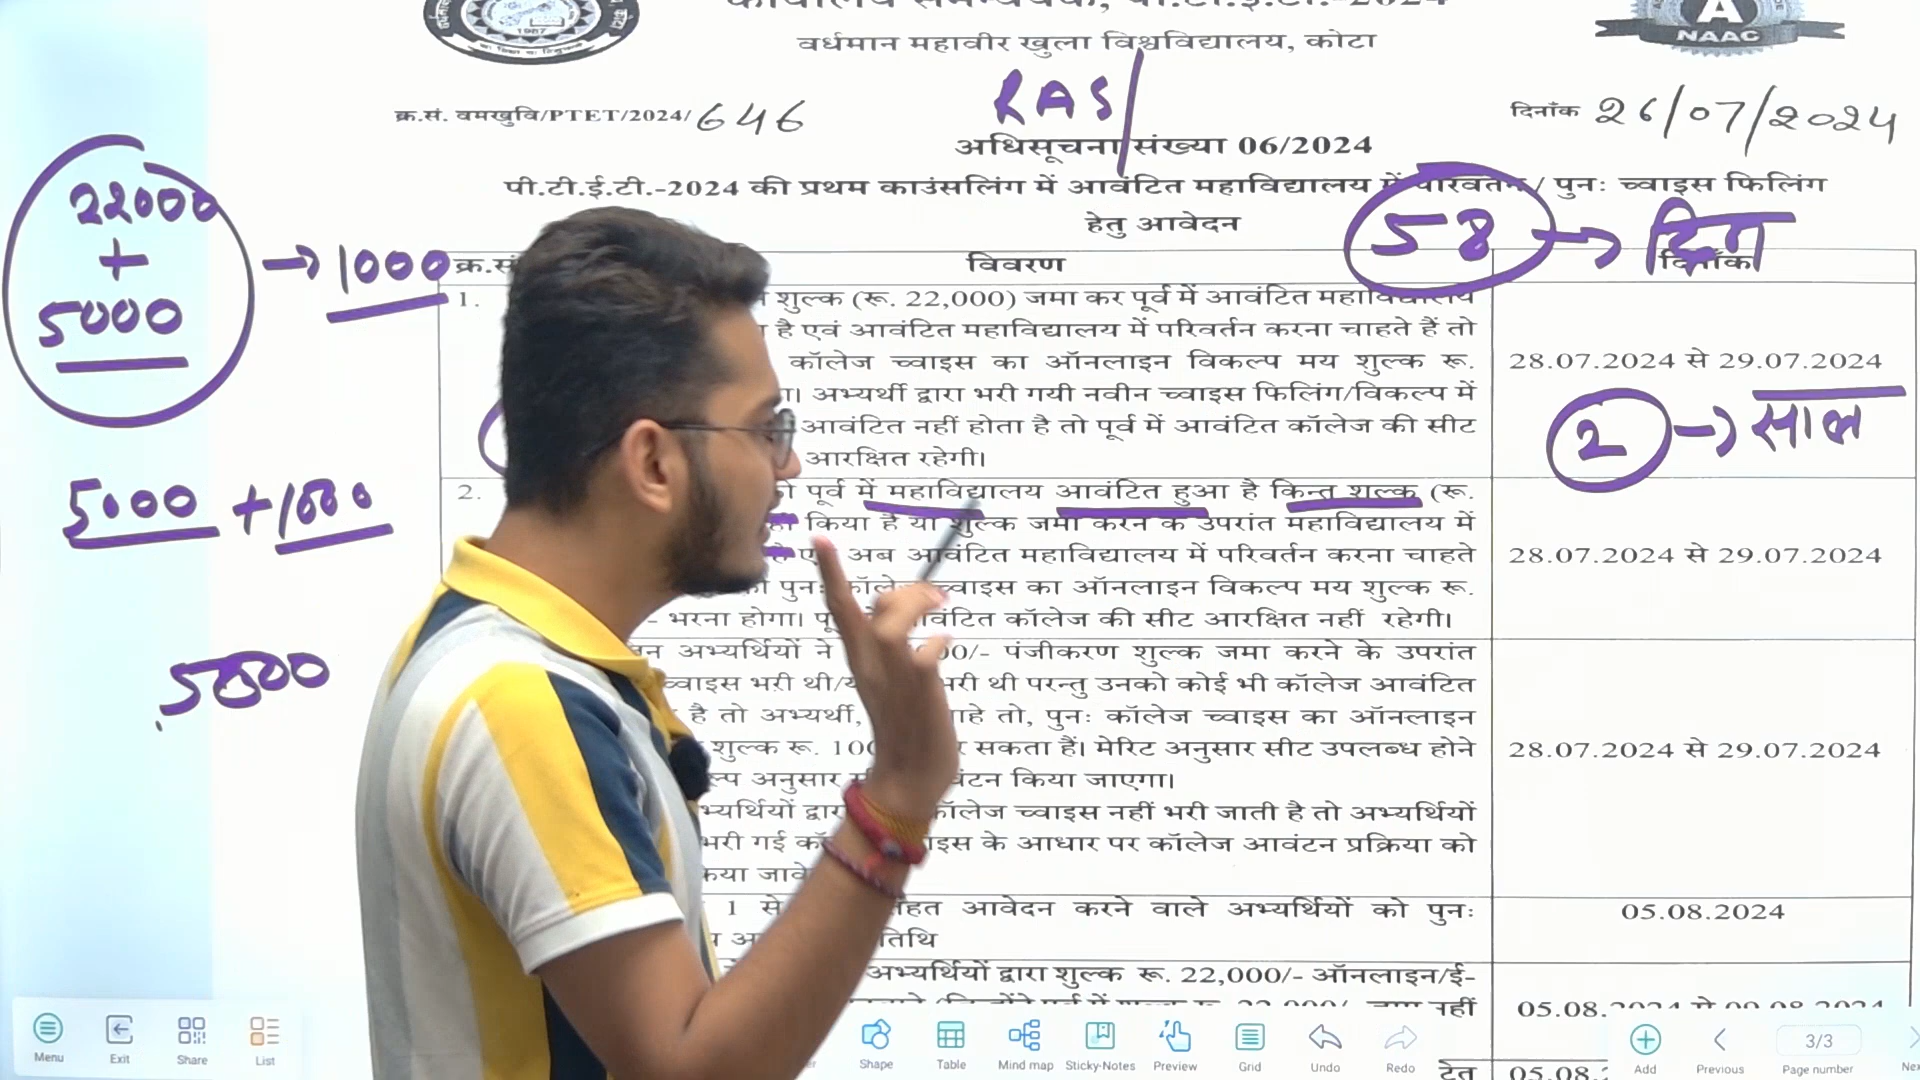 1987
NAAC
वर्धमान महावीर खुला विश्वविद्यालय, कोटा
क्र.सं. वमखुवि/PTET/2024/ 646
RAS/
दिनाँक 26/07/2024
अधिसूचना संख्या 06/2024
पी.टी.ई.टी.-2024 की प्रथम काउंसलिंग में आवंटित महाविद्यालय में परिवर्तन / पुनः च्वाइस फिलिंग
हेतु आवेदन
22000
+
5000
→ 1000
58 → दिन
क्र.सं
विवरण
दिनाँक
1.
शुल्क (रू. 22,000) जमा कर पूर्व में आवंटित महाविद्यालय
है एवं आवंटित महाविद्यालय में परिवर्तन करना चाहते हैं तो
कॉलेज च्वाइस का ऑनलाइन विकल्प मय शुल्क रू.
अभ्यर्थी द्वारा भरी गयी नवीन च्वाइस फिलिंग/विकल्प में
आवंटित नहीं होता है तो पूर्व में आवंटित कॉलेज की सीट
आरक्षित रहेगी।
28.07.2024 से 29.07.2024
2 → साल
5000 + 1000
5000
2.
पूर्व में महाविद्यालय आवंटित हुआ है किन्तु शुल्क (रू.
किया है या शुल्क जमा करने के उपरांत महाविद्यालय में
अब आवंटित महाविद्यालय में परिवर्तन करना चाहते
च्वाइस का ऑनलाइन विकल्प मय शुल्क रू.
भरना होगा। आवंटित कॉलेज की सीट आरक्षित नहीं रहेगी।
28.07.2024 से 29.07.2024
अभ्यर्थियों ने 00/- पंजीकरण शुल्क जमा करने के उपरांत
च्वाइस भरी थी परन्तु उनको कोई भी कॉलेज आवंटित
है तो अभ्यर्थी, चाहे तो, पुनः कॉलेज च्वाइस का ऑनलाइन
शुल्क रू. 100 सकता हैं। मेरिट अनुसार सीट उपलब्ध होने
अनुसार किया जाएगा।
28.07.2024 से 29.07.2024
कॉलेज च्वाइस नहीं भरी जाती है तो अभ्यर्थियों
भरी गई के आधार पर कॉलेज आवंटन प्रक्रिया को
1 से आवेदन करने वाले अभ्यर्थियों को पुनः
तिथि
05.08.2024
अभ्यर्थियों द्वारा शुल्क रू. 22,000/- ऑनलाइन/ई-
नहीं
Menu
Exit
Share
List
Shape
Table
Mind map
Sticky-Notes
Preview
Grid
Undo
Redo
Add
Previous
3/3
Page number